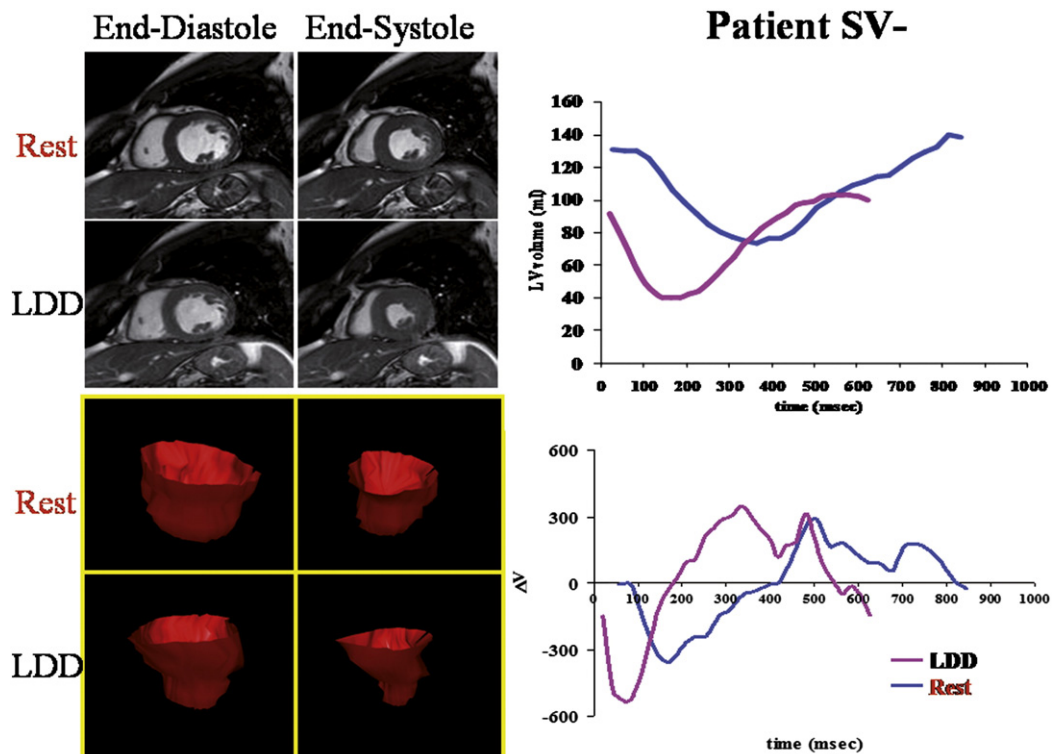 End-Diastole End-Systole
Patient SV-
Rest
LDD
Rest
LDD
160
140
120
100
80
60
40
20
0
LV volume (ml)
0 100 200 300 400 500 600 700 800 900 1000
time (msec)
600
300
0
-300
-600
ΔV
0 100 200 300 400 500 600 700 800 900 1000
LDD
Rest
time (msec)